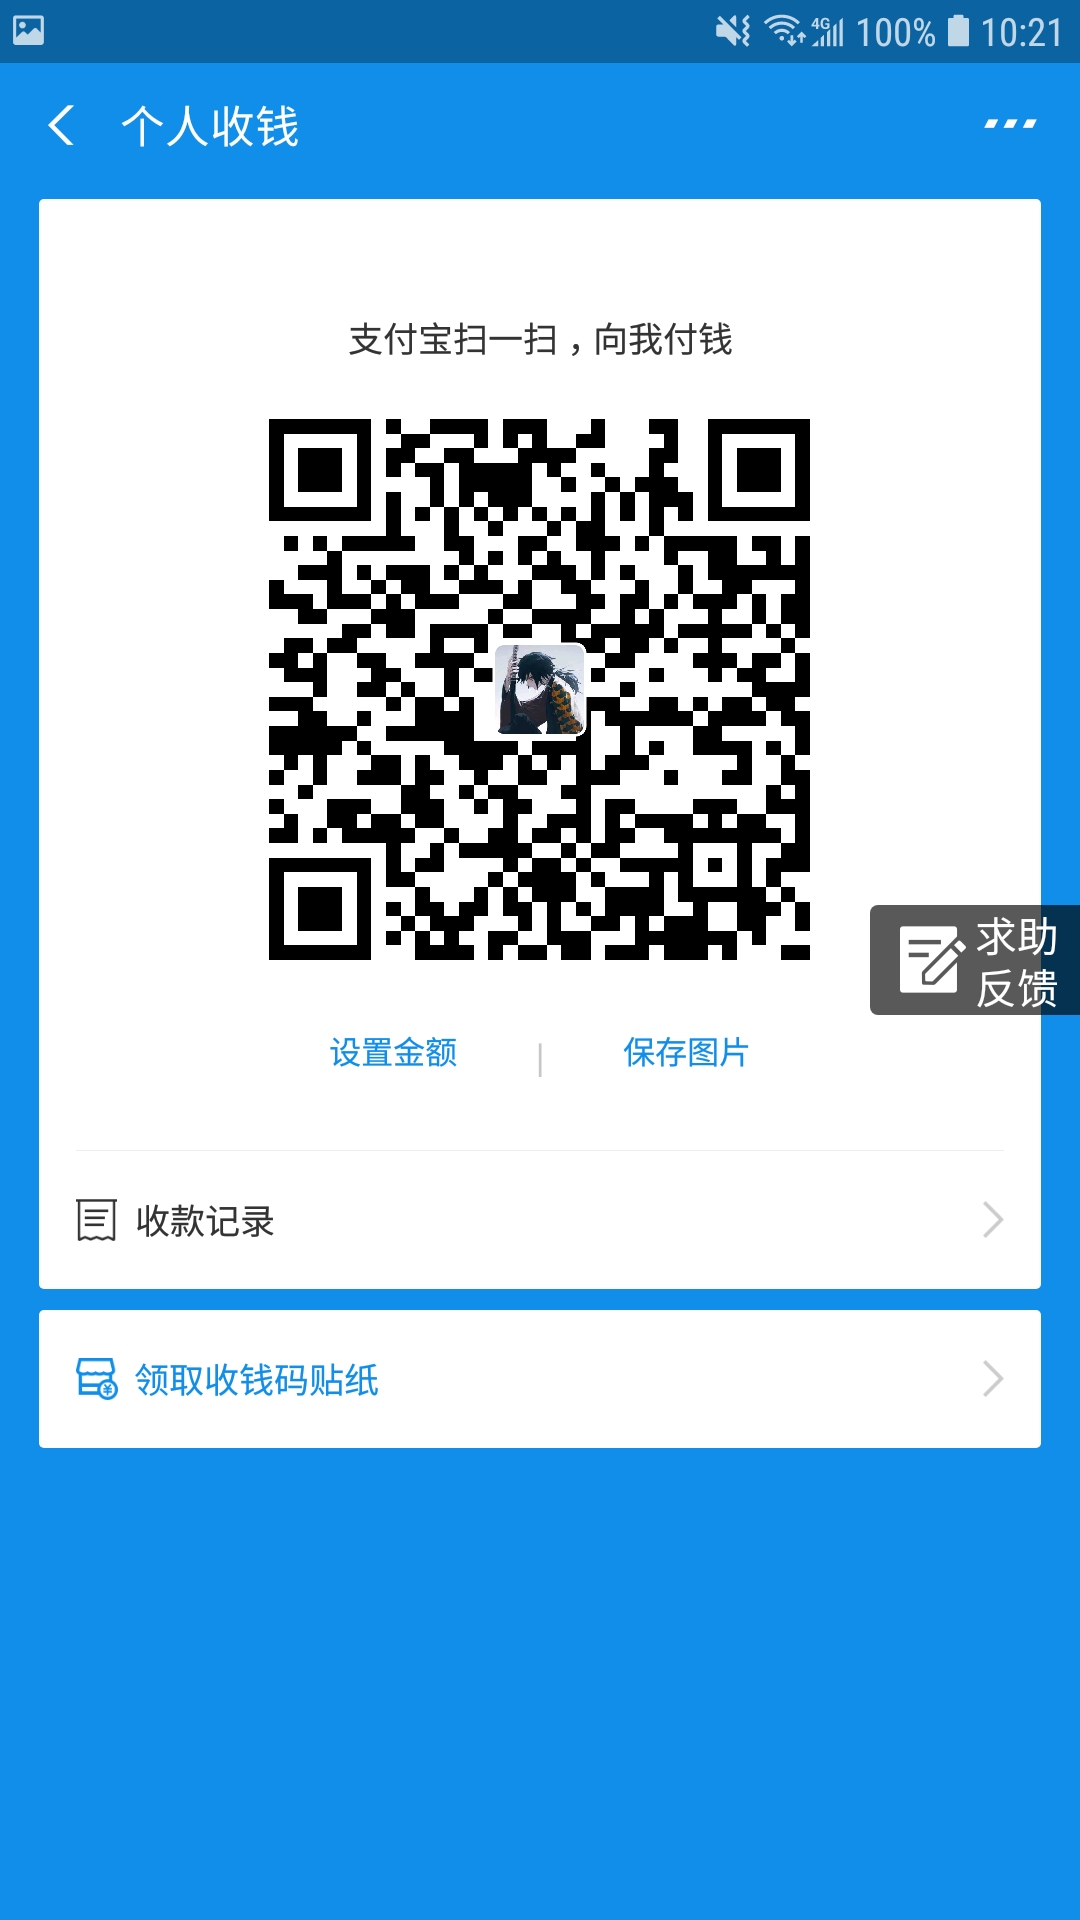 4G 100% 10:21
个人收钱
支付宝扫一扫，向我付钱
求助
反馈
设置金额 | 保存图片
收款记录
领取收钱码贴纸